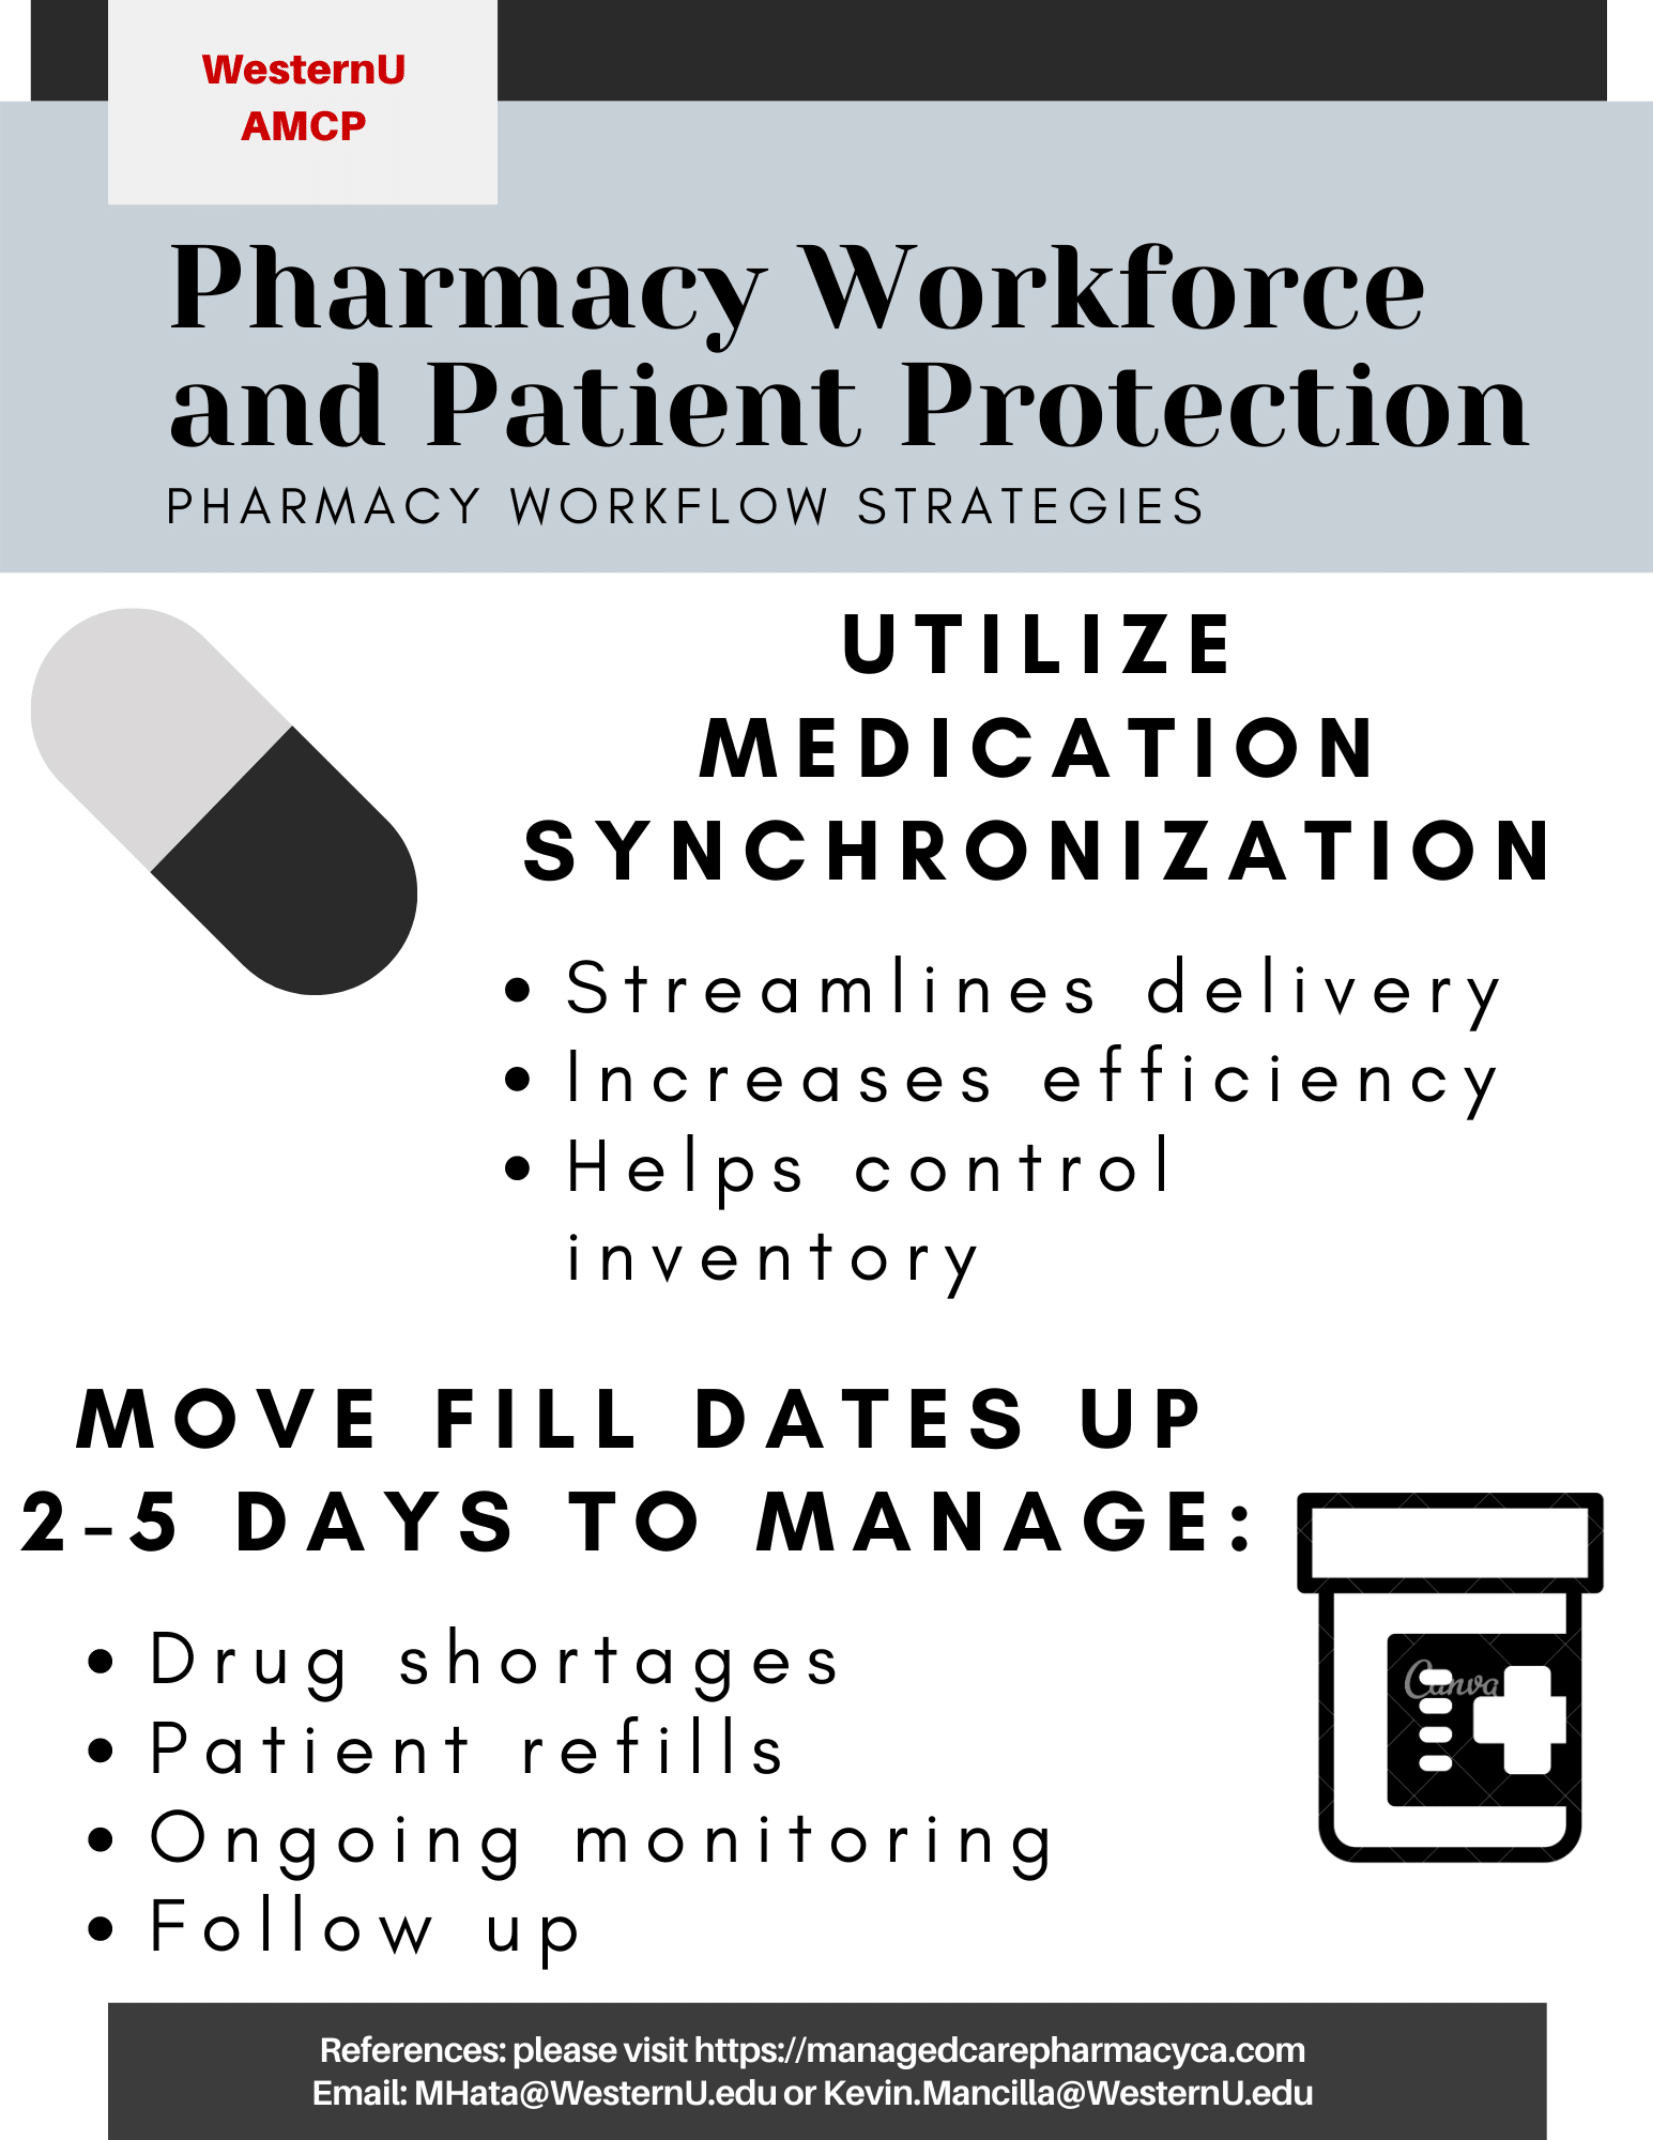 WesternU
AMCP
Pharmacy Workforce
and Patient Protection
PHARMACY WORKFLOW STRATEGIES
UTILIZE
MEDICATION
SYNCHRONIZATION
• Streamlines delivery
• Increases efficiency
• Helps control
inventory
MOVE FILL DATES UP
2-5 DAYS TO MANAGE:
Canva
• Drug shortages
• Patient refills
• Ongoing monitoring
• Follow up
References: please visit https://managedcarepharmacyca.com
Email: MHata@WesternU.edu or Kevin.Mancilla@WesternU.edu